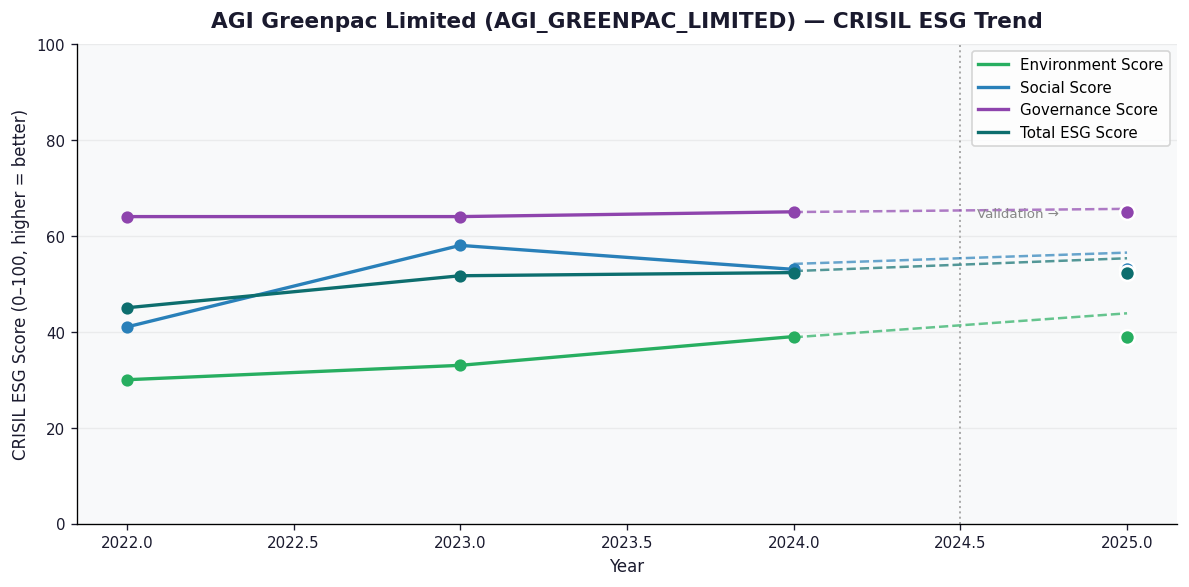 AGI Greenpac Limited (AGI_GREENPAC_LIMITED) — CRISIL ESG Trend
CRISIL ESG Score (0–100, higher = better)
100
80
60
40
20
0
Environment Score
Social Score
Governance Score
Total ESG Score
Validation →
2022.0 2022.5 2023.0 2023.5 2024.0 2024.5 2025.0
Year